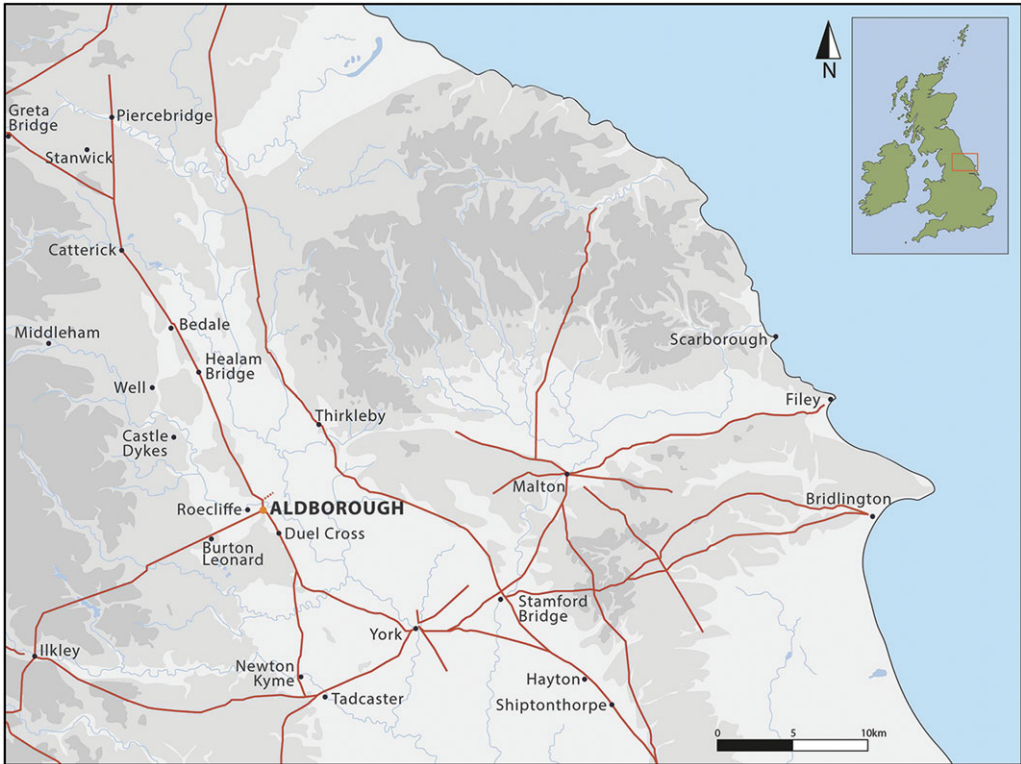 N
Greta
Bridge
Piercebridge
Stanwick
Catterick
Middleham
Bedale
Healam
Bridge
Well
Castle
Dykes
Thirkleby
Scarborough
Filey
Malton
Bridlington
Roecliffe
ALDBOROUGH
Duel Cross
Burton
Leonard
Stamford
Bridge
York
Ilkley
Newton
Kyme
Tadcaster
Hayton
Shiptonthorpe
0 5 10km